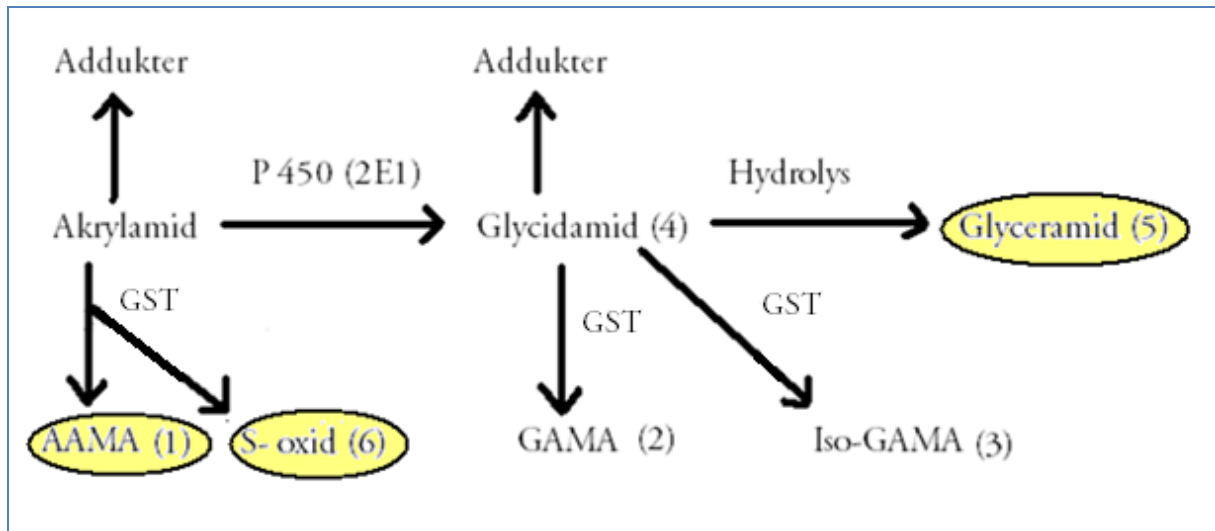 Addukter
Addukter
P 450 (2E1)
Hydrolys
Akrylamid
Glycidamid (4)
Glyceramid (5)
GST
GST
GST
AAMA (1)
S- oxid (6)
GAMA (2)
Iso-GAMA (3)